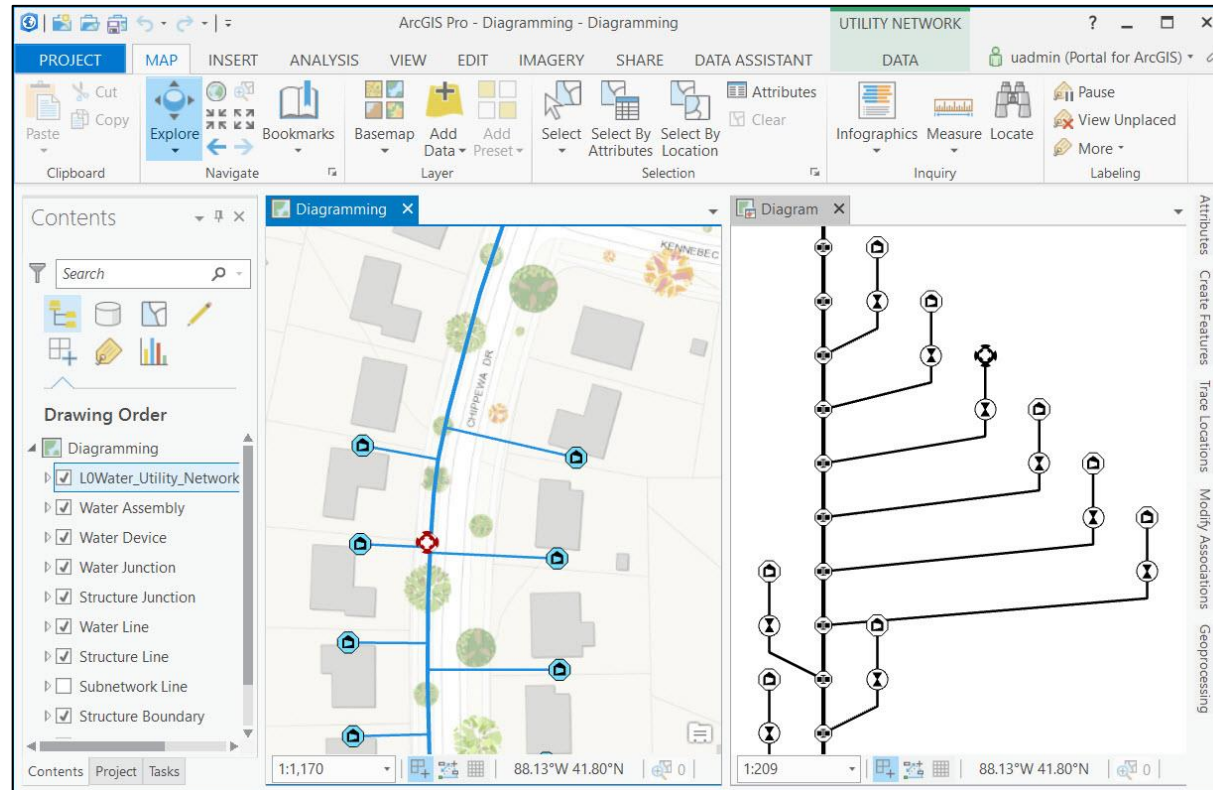 ArcGIS Pro - Diagramming - Diagramming
UTILITY NETWORK
?
PROJECT MAP INSERT ANALYSIS VIEW EDIT IMAGERY SHARE DATA ASSISTANT DATA uadmin (Portal for ArcGIS)
Paste
Cut
Copy
Clipboard
Explore
Navigate
Bookmarks
Basemap
Add
Data
Add
Preset
Layer
Select
Select By
Attributes
Select By
Location
Attributes
Clear
Selection
Infographics
Measure
Locate
Inquiry
Pause
View Unplaced
More
Labeling
Contents
Search
Drawing Order
Diagramming
L0Water_Utility_Network
Water Assembly
Water Device
Water Junction
Structure Junction
Water Line
Structure Line
Subnetwork Line
Structure Boundary
Contents Project Tasks
Diagramming
KENNEBEC
CHIPPEWA DR
1:1,170
88.13°W 41.80°N
0
Diagram
1:209
88.13°W 41.80°N
0
Attributes
Create Features
Trace Locations
Modify Associations
Geoprocessing